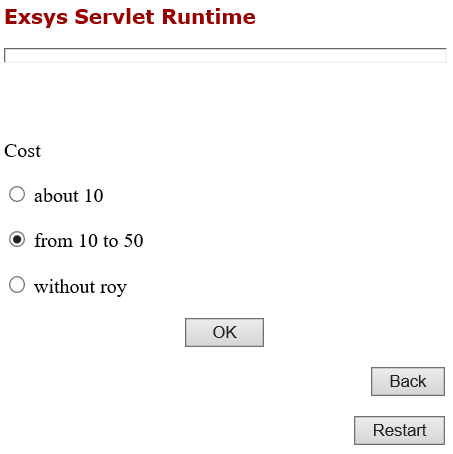 Exsys Servlet Runtime
Cost
about 10
from 10 to 50
without roy
OK
Back
Restart